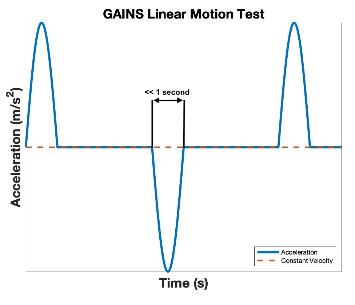 GAINS Linear Motion Test
<< 1 second
Acceleration (m/s²)
Acceleration
Constant Velocity
Time (s)